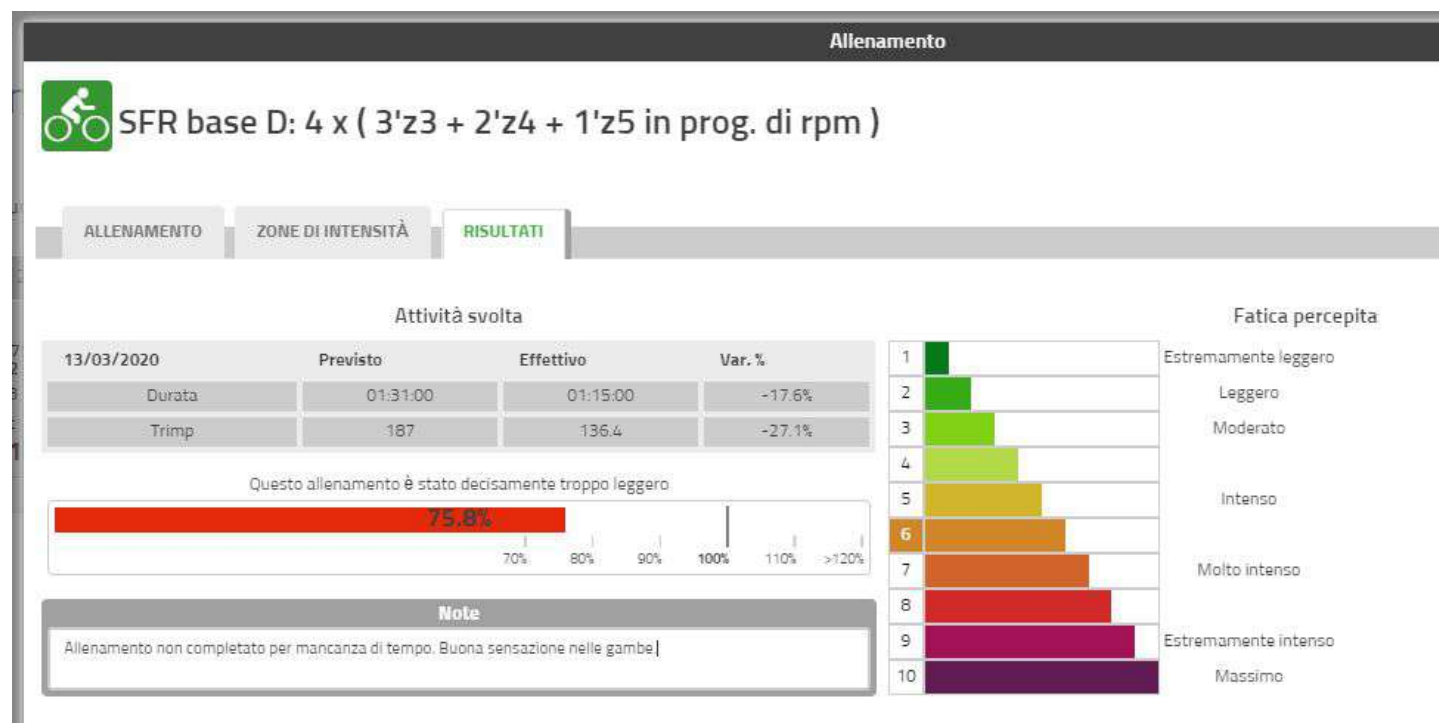 Allenamento
SFR base D: 4 x ( 3'z3 + 2'z4 + 1'z5 in prog. di rpm )
ALLENAMENTO ZONE DI INTENSITÀ RISULTATI
Attività svolta
13/03/2020 Previsto Effettivo Var. %
Durata 01:31:00 01:15:00 -17.6%
Trimp 187 136.4 -27.1%
Questo allenamento è stato decisamente troppo leggero
75.8%
70% 80% 90% 100% 110% >120%
Note
Allenamento non completato per mancanza di tempo. Buona sensazione nelle gambe.
Fatica percepita
1 Estremamente leggero
2 Leggero
3 Moderato
4
5 Intenso
6
7 Molto intenso
8
9 Estremamente intenso
10 Massimo